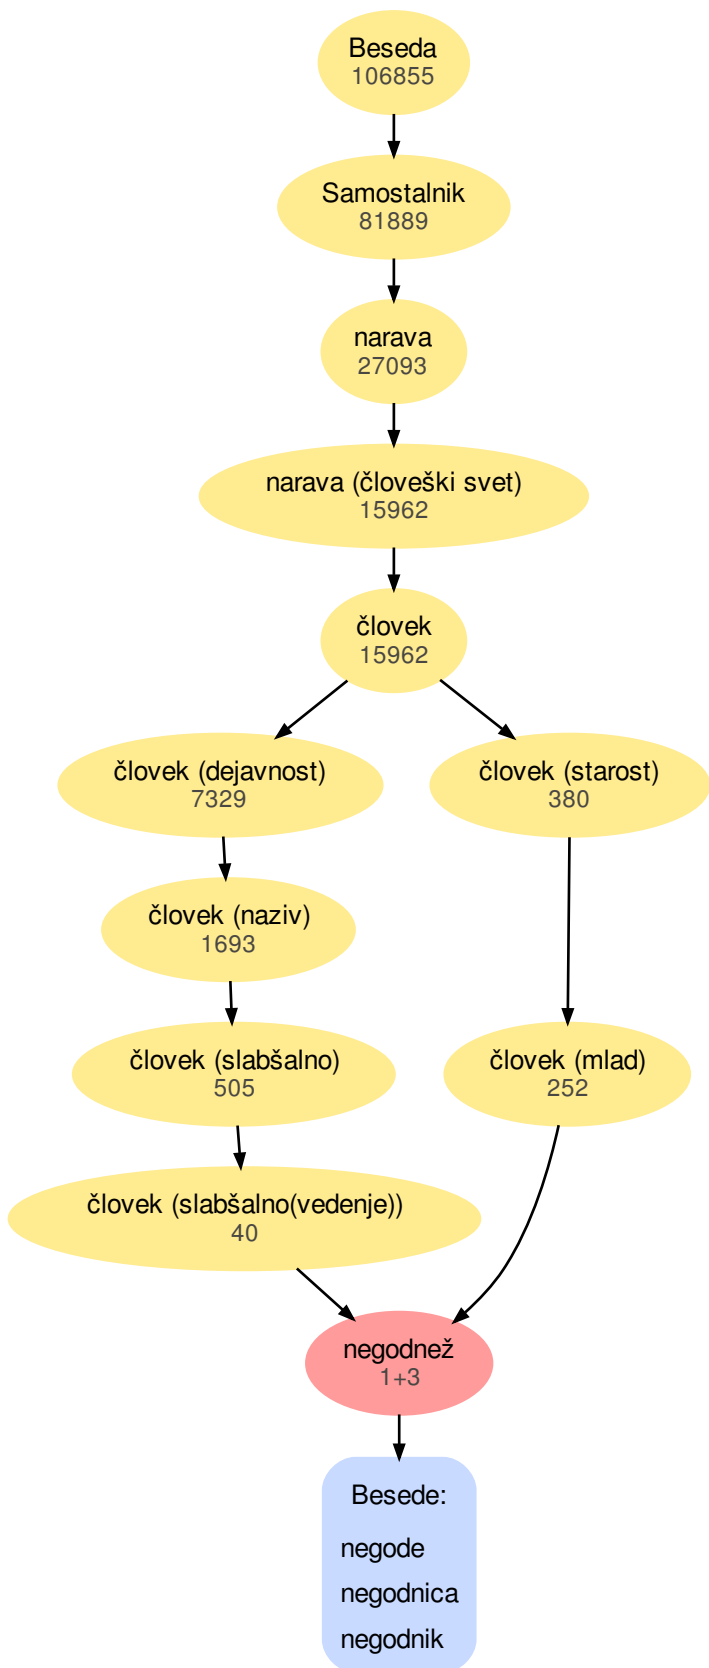 Beseda
106855
Samostalnik
81889
narava
27093
narava (človeški svet)
15962
človek
15962
človek (dejavnost)
7329
človek (starost)
380
človek (naziv)
1693
človek (slabšalno)
505
človek (mlad)
252
človek (slabšalno(vedenje))
40
negodnež
1+3
Besede:
negode
negodnica
negodnik